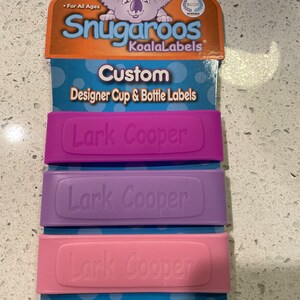 • For All Ages
Snugaroos
KoalaLabels
Custom
Designer Cup & Bottle Labels
Lark Cooper
Lark Cooper
Lark Cooper